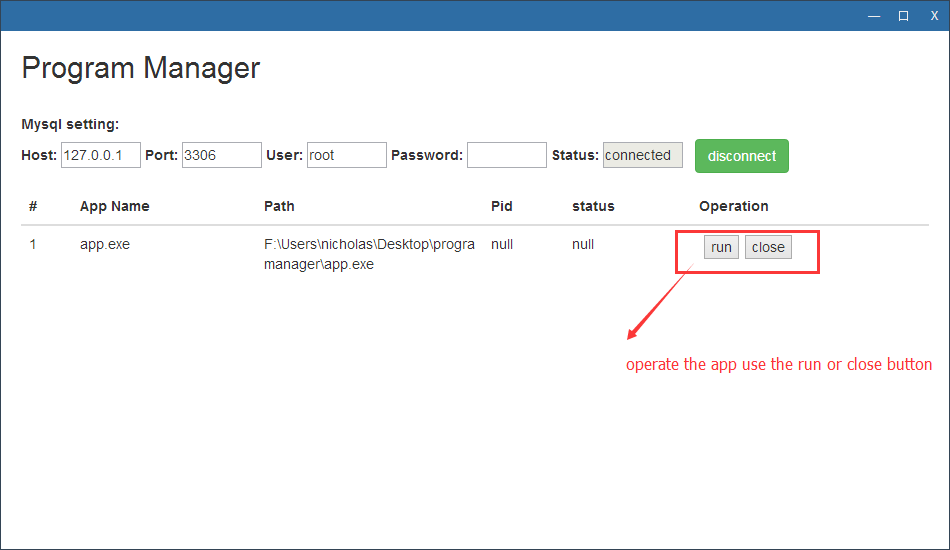 — □ X
Program Manager
Mysql setting:
Host: 127.0.0.1 Port: 3306 User: root Password: Status: connected disconnect
# App Name Path Pid status Operation
1 app.exe F:\Users\nicholas\Desktop\progra null null run close
manager\app.exe
operate the app use the run or close button